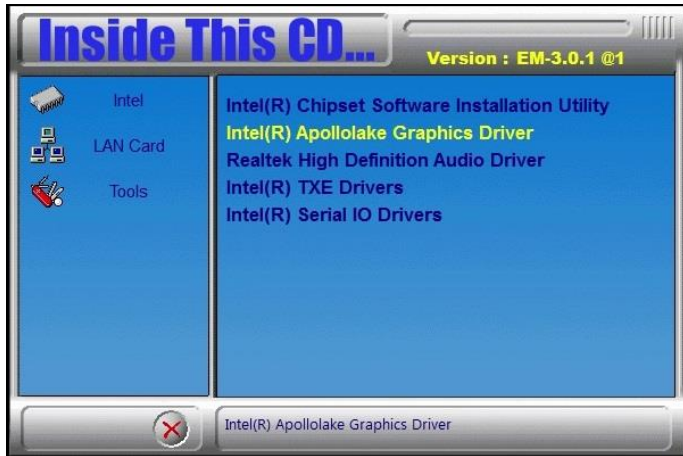 Inside This CD...
Version : EM-3.0.1 @1
Intel
LAN Card
Tools
Intel(R) Chipset Software Installation Utility
Intel(R) Apollolake Graphics Driver
Realtek High Definition Audio Driver
Intel(R) TXE Drivers
Intel(R) Serial IO Drivers
Intel(R) Apollolake Graphics Driver